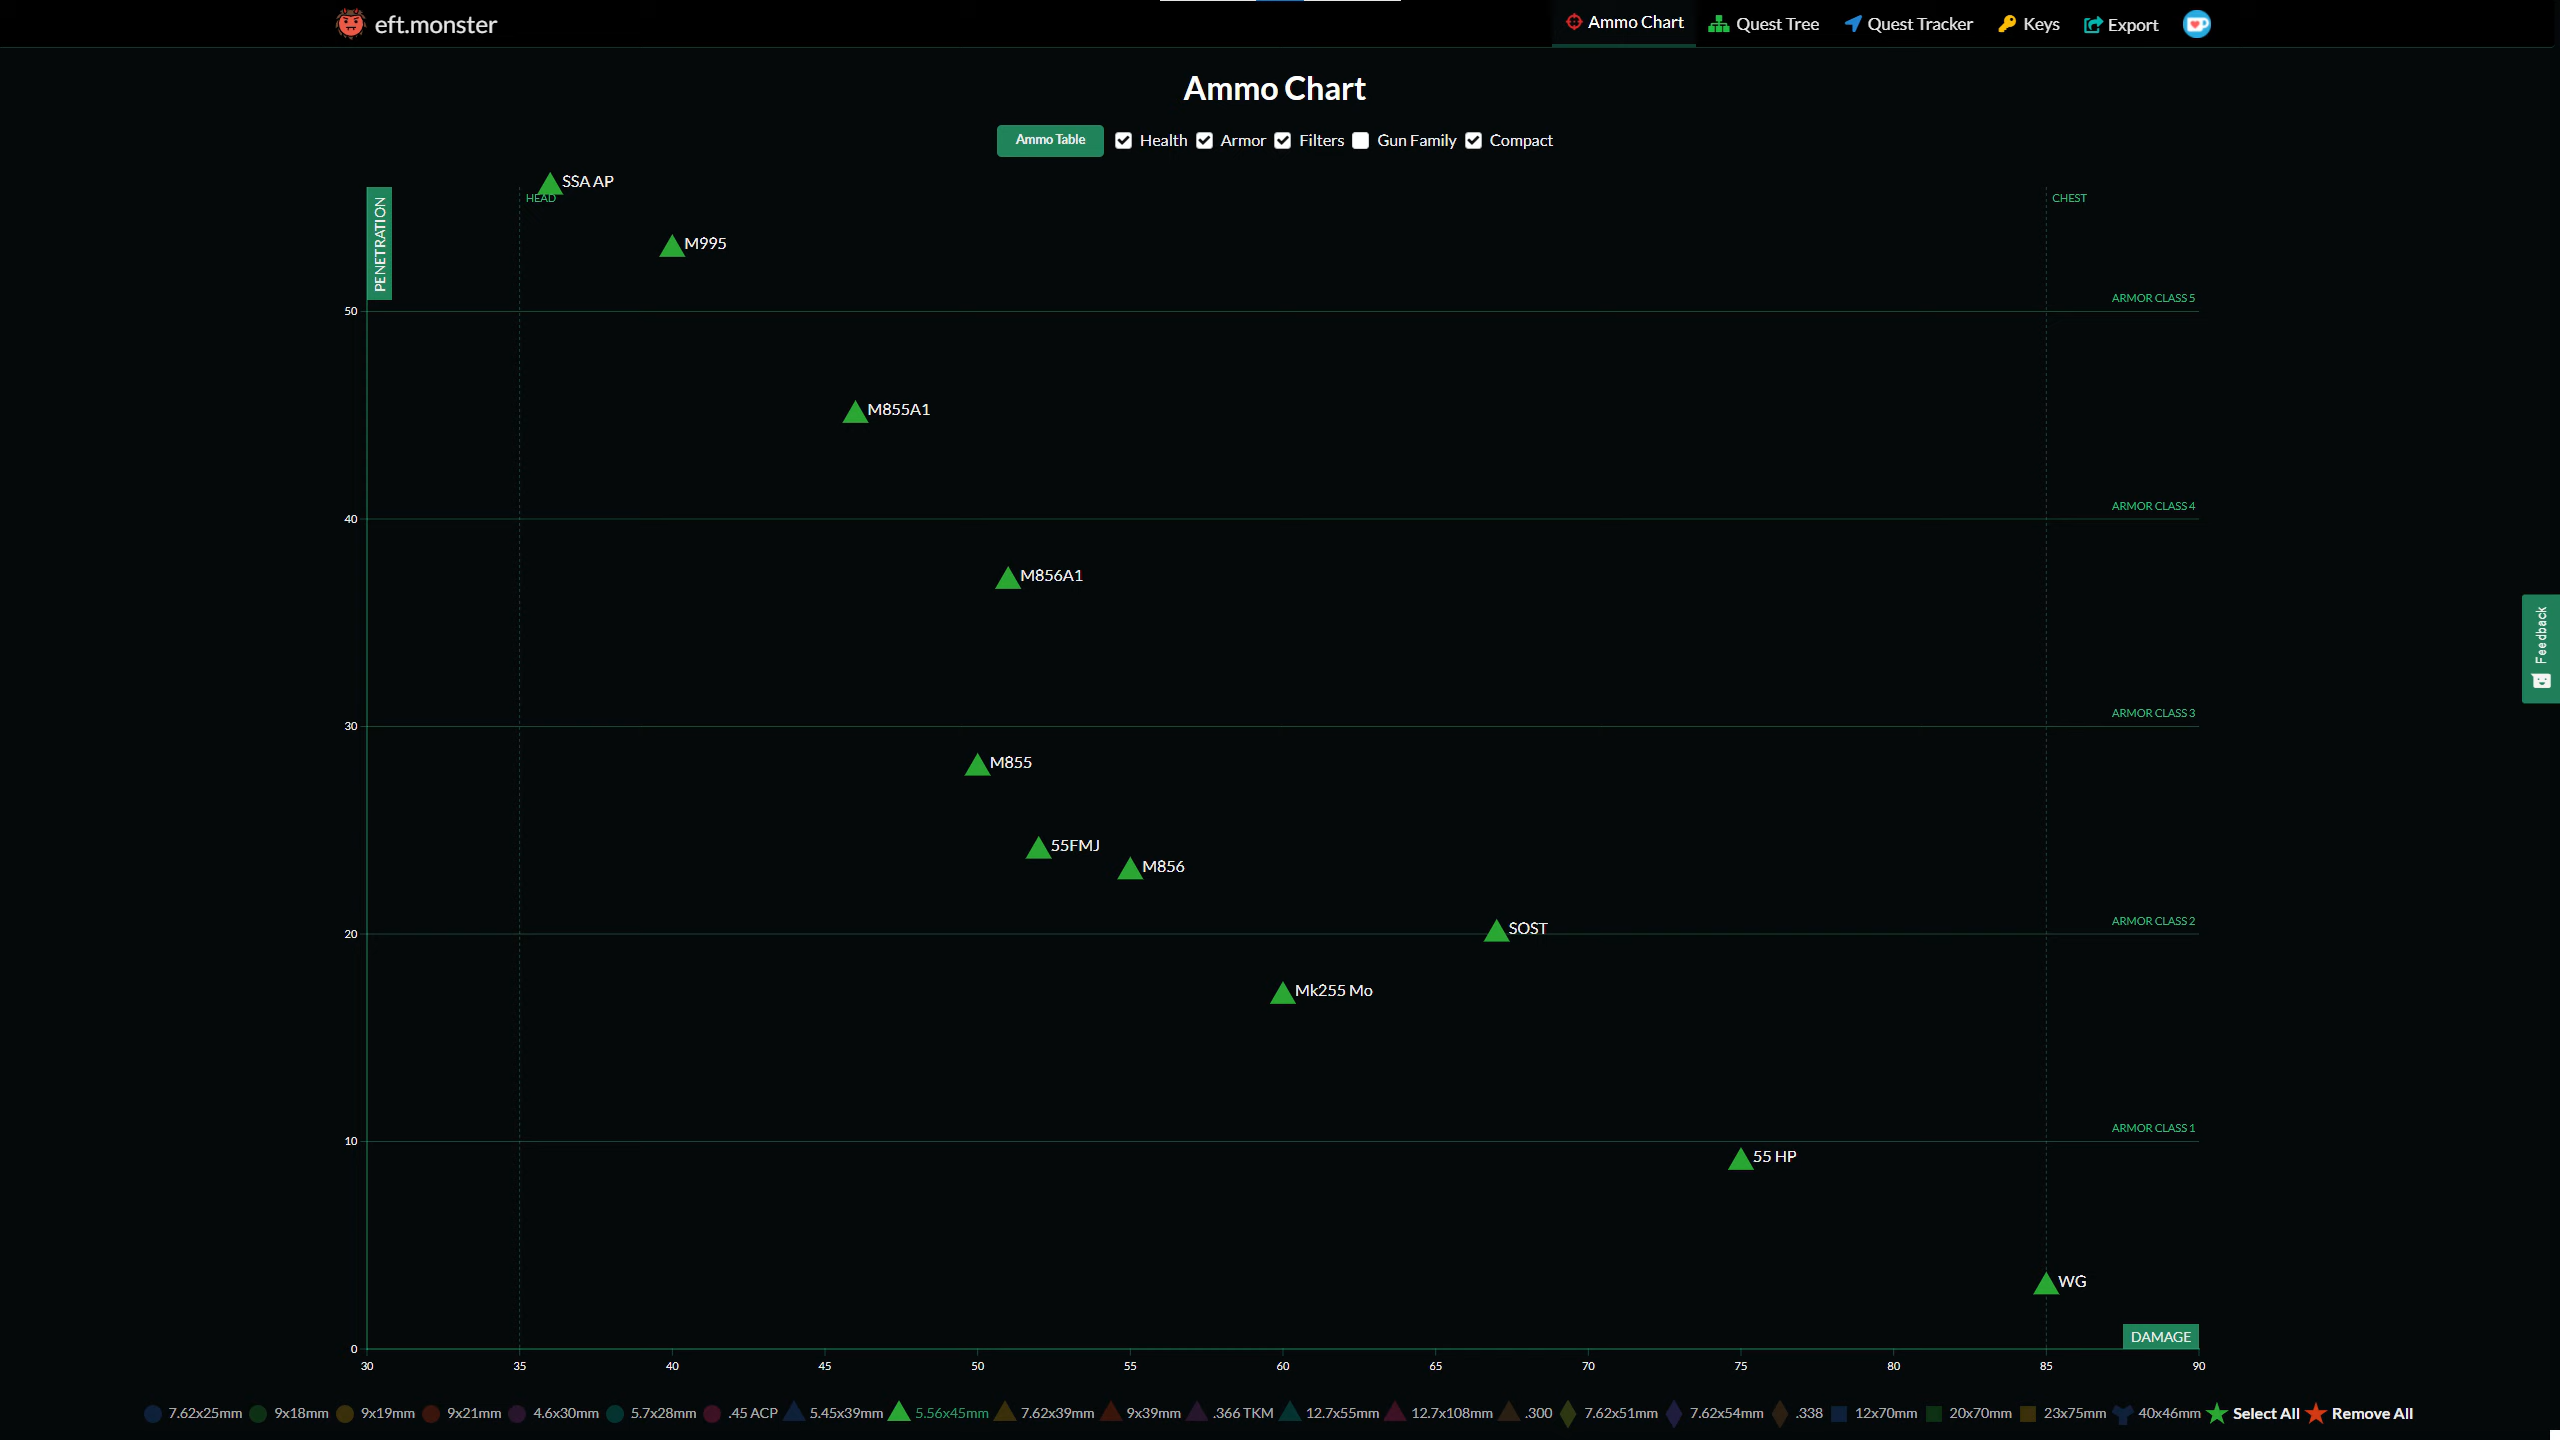 eft.monster
Ammo Chart
Quest Tree
Quest Tracker
Keys
Export
Ammo Chart
Ammo Table
Health
Armor
Filters
Gun Family
Compact
SSA AP
HEAD
CHEST
PENETRATION
M995
ARMOR CLASS 5
50
M855A1
ARMOR CLASS 4
40
M856A1
Feedback
ARMOR CLASS 3
30
M855
55FMJ
M856
ARMOR CLASS 2
20
SOST
Mk255 Mo
ARMOR CLASS 1
10
55 HP
WG
DAMAGE
0
30 35 40 45 50 55 60 65 70 75 80 85 90
7.62x25mm 9x18mm 9x19mm 9x21mm 4.6x30mm 5.7x28mm .45 ACP 5.45x39mm 5.56x45mm 7.62x39mm 9x39mm .366 TKM 12.7x55mm 12.7x108mm .300 7.62x51mm 7.62x54mm .338 12x70mm 20x70mm 23x75mm 40x46mm Select All Remove All